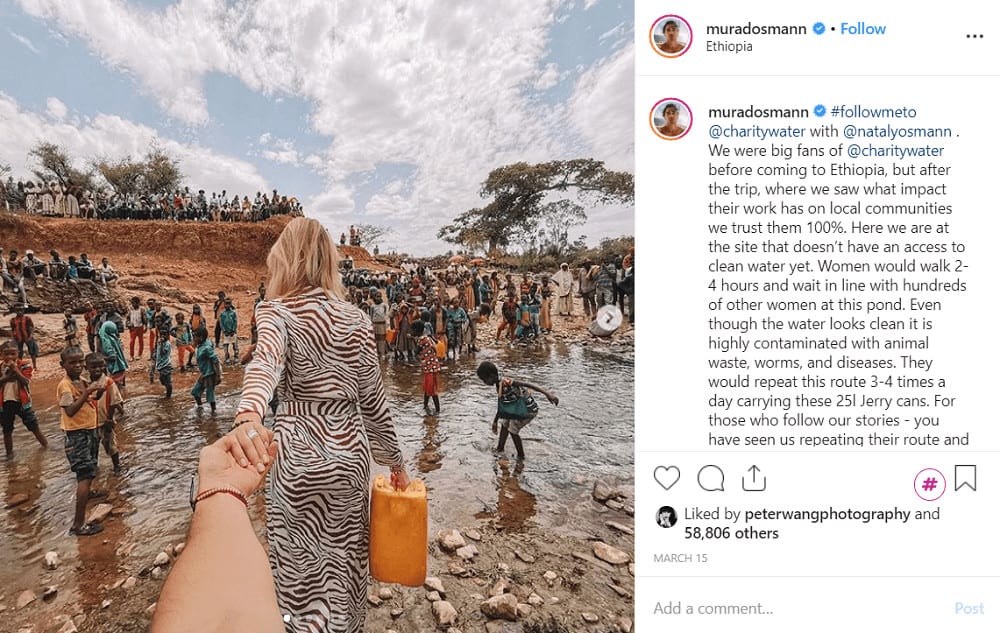 muradosmann • Follow
Ethiopia
muradosmann #followmeto
@charitywater with @natalyosmann .
We were big fans of @charitywater
before coming to Ethiopia, but after
the trip, where we saw what impact
their work has on local communities
we trust them 100%. Here we are at
the site that doesn’t have an access to
clean water yet. Women would walk 2-
4 hours and wait in line with hundreds
of other women at this pond. Even
though the water looks clean it is
highly contaminated with animal
waste, worms, and diseases. They
would repeat this route 3-4 times a
day carrying these 25l Jerry cans. For
those who follow our stories - you
have seen us repeating their route and
#
Liked by peterwangphotography and
58,806 others
MARCH 15
Add a comment... Post